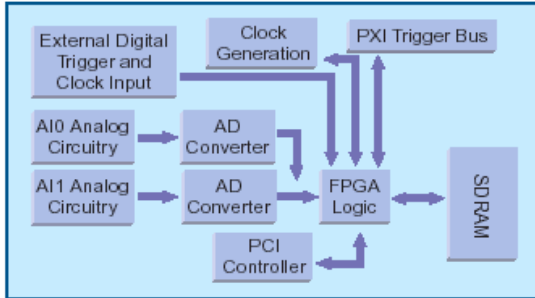 External Digital
Trigger and
Clock Input
Clock
Generation
PXI Trigger Bus
AI0 Analog
Circuitry
AD
Converter
AI1 Analog
Circuitry
AD
Converter
FPGA
Logic
SDRAM
PCI
Controller